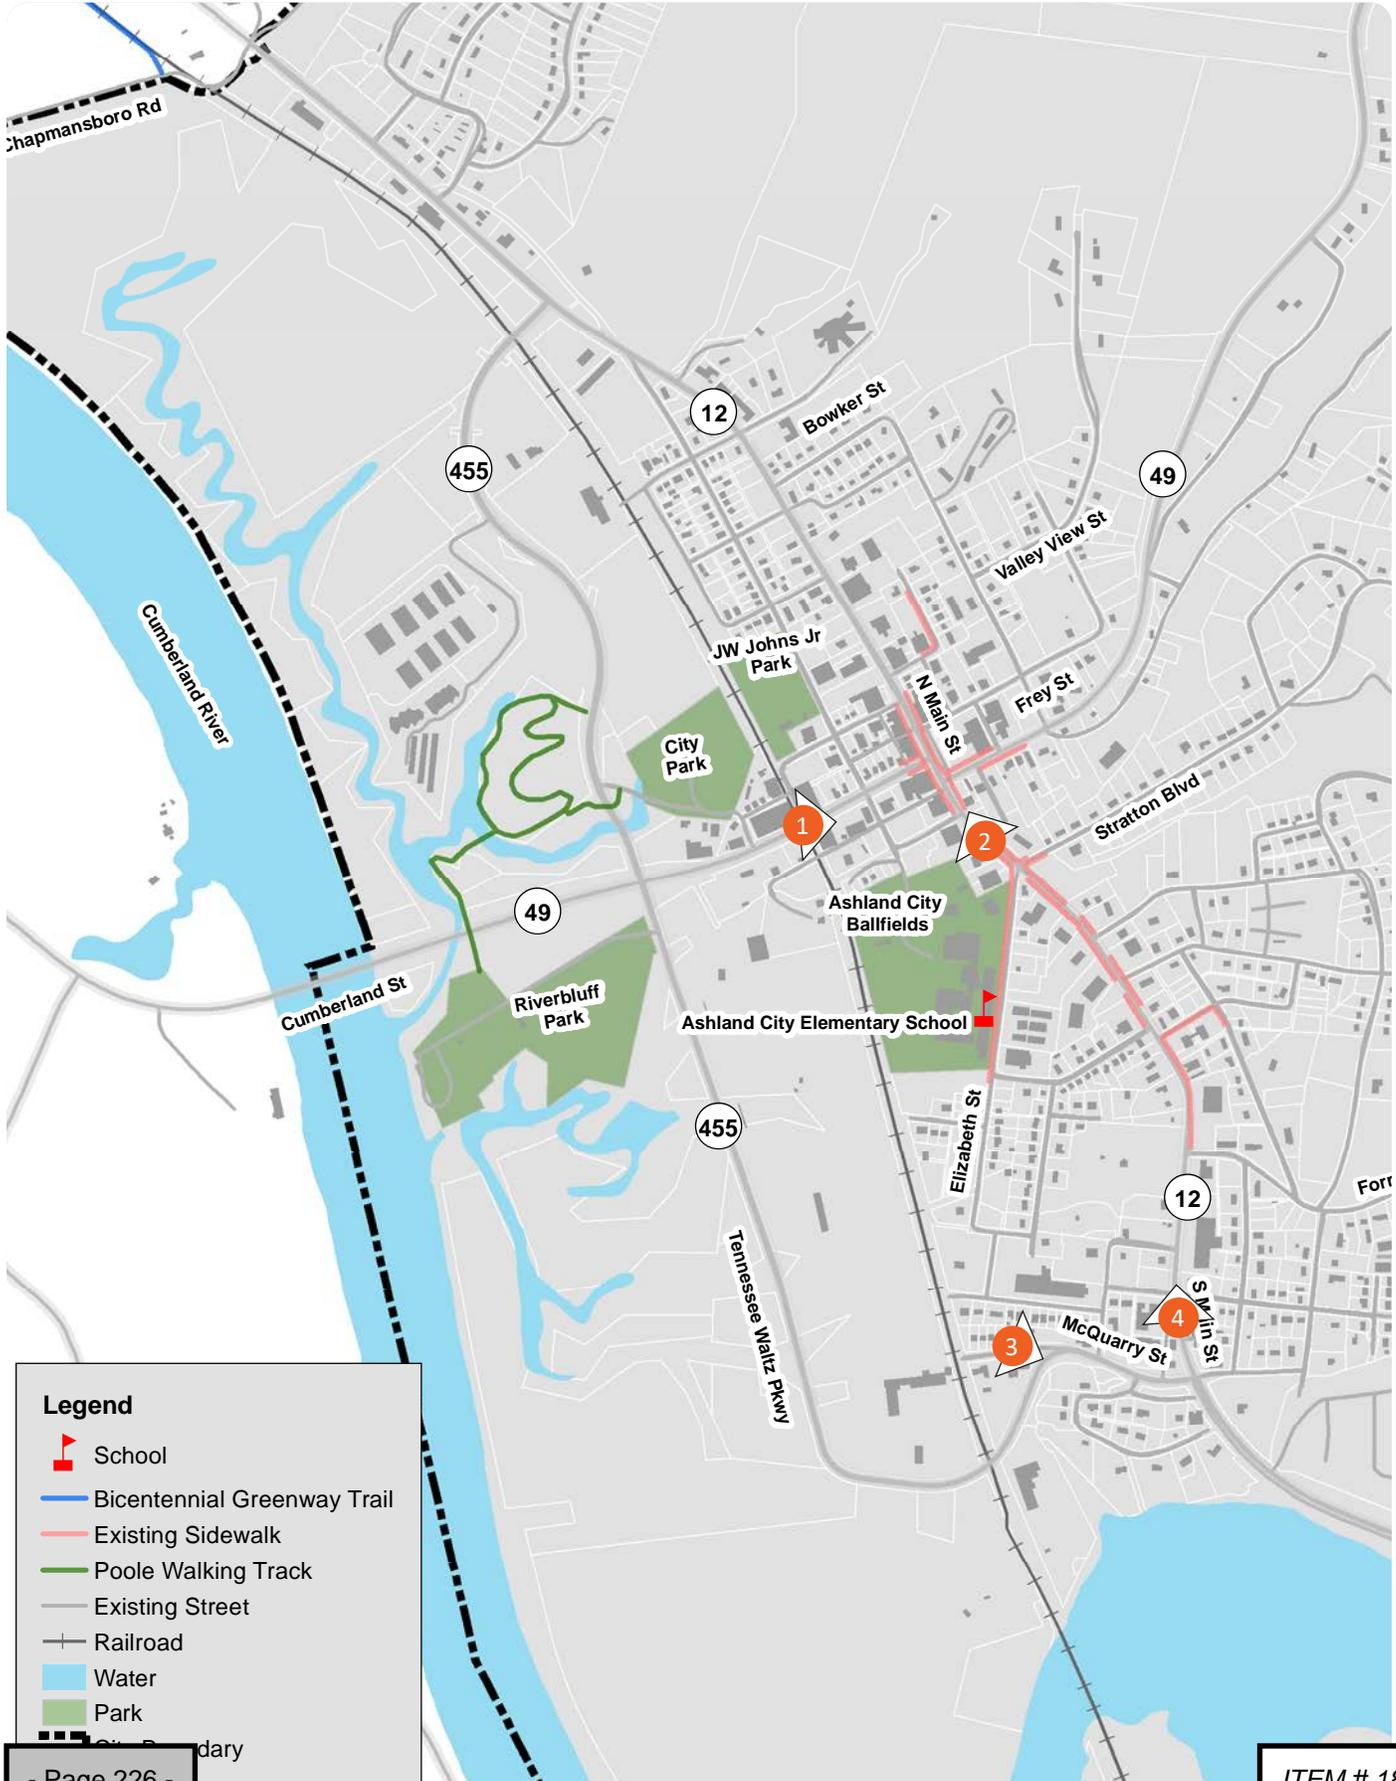 Chapmansboro Rd
12
Bowker St
455
49
Valley View St
Cumberland River
JW Johns Jr
Park
N Main St
Frey St
City
Park
Stratton Blvd
1
2
49
Ashland City
Ballfields
Cumberland St
Riverbluff
Park
Ashland City Elementary School
455
Elizabeth St
12
Tennessee Waltz Pkwy
McQuarry St
3
4
Legend
School
Bicentennial Greenway Trail
Existing Sidewalk
Poole Walking Track
Existing Street
Railroad
Water
Park
- Page 226 -
ITEM #